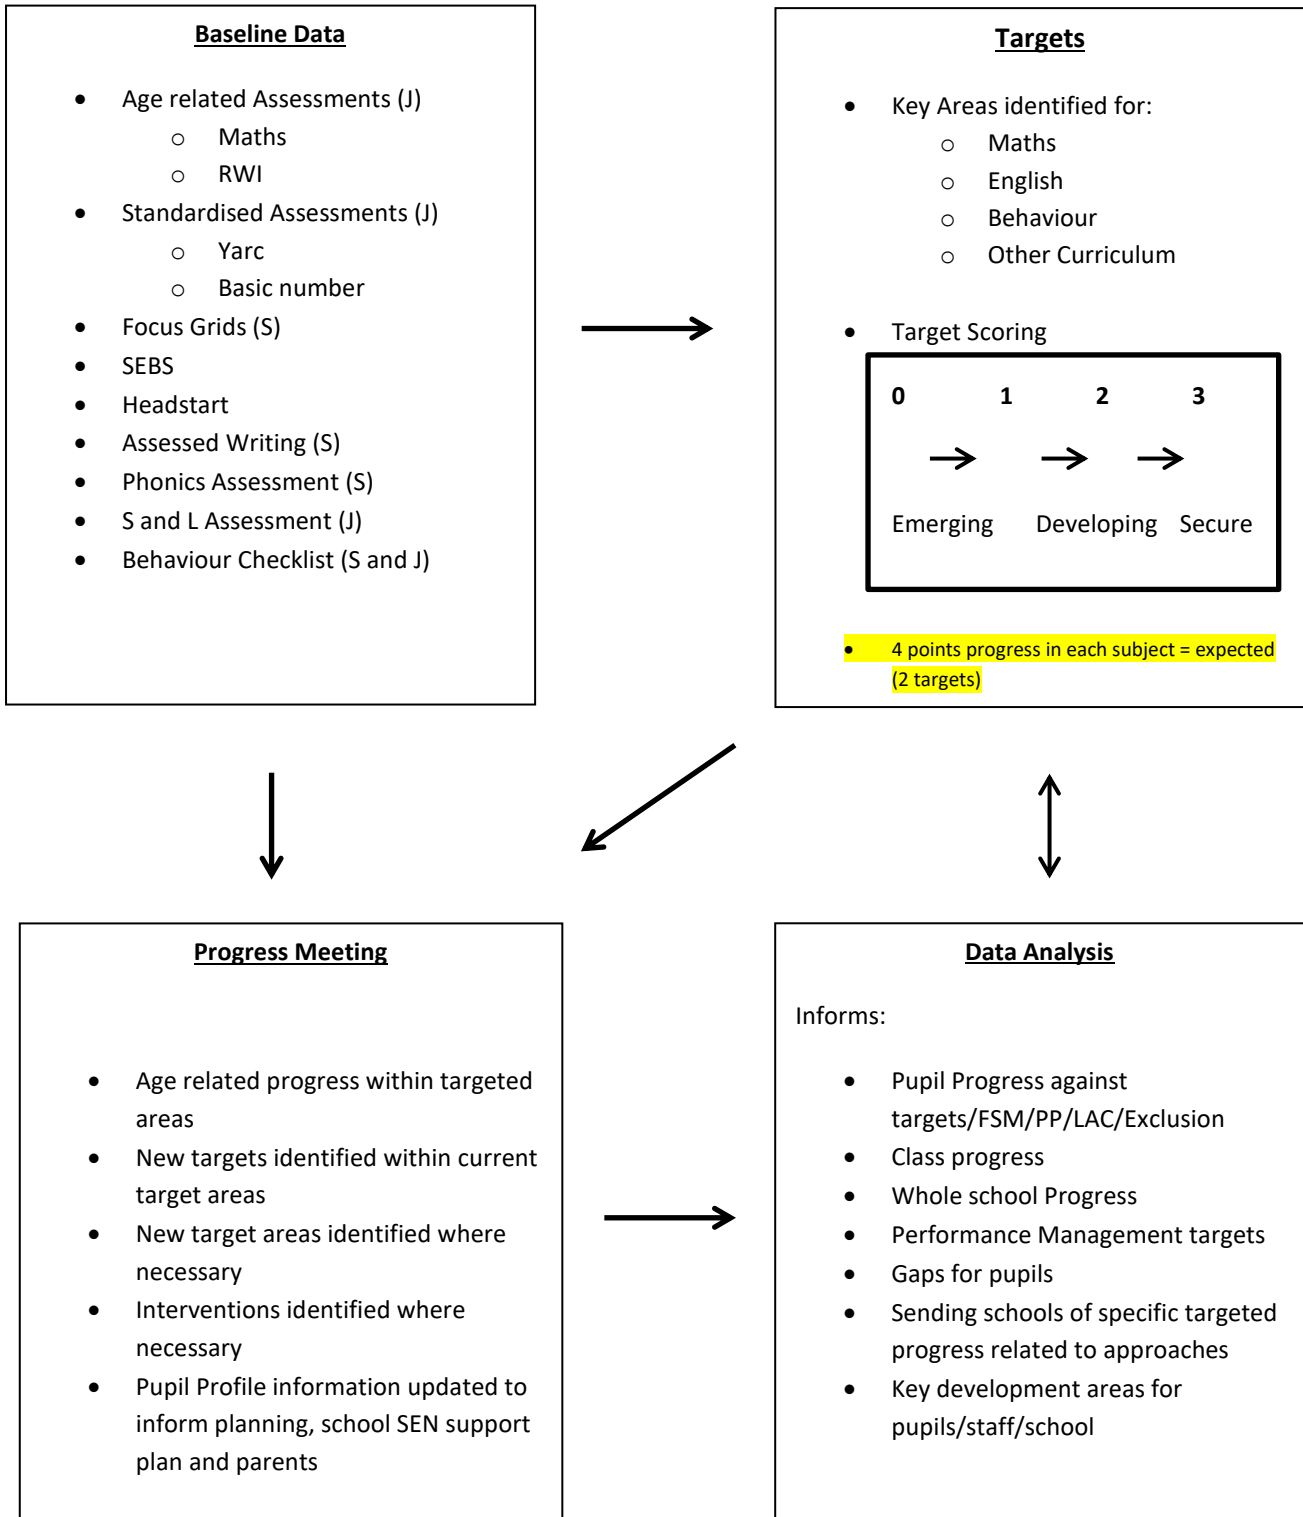 Baseline Data
• Age related Assessments (J)
o Maths
o RWI
• Standardised Assessments (J)
o Yarc
o Basic number
• Focus Grids (S)
• SEBS
• Headstart
• Assessed Writing (S)
• Phonics Assessment (S)
• S and L Assessment (J)
• Behaviour Checklist (S and J)
Targets
• Key Areas identified for:
o Maths
o English
o Behaviour
o Other Curriculum
• Target Scoring
0 1 2 3
Emerging Developing Secure
• 4 points progress in each subject = expected
(2 targets)
Progress Meeting
• Age related progress within targeted
areas
• New targets identified within current
target areas
• New target areas identified where
necessary
• Interventions identified where
necessary
• Pupil Profile information updated to
inform planning, school SEN support
plan and parents
Data Analysis
Informs:
• Pupil Progress against
targets/FSM/PP/LAC/Exclusion
• Class progress
• Whole school Progress
• Performance Management targets
• Gaps for pupils
• Sending schools of specific targeted
progress related to approaches
• Key development areas for
pupils/staff/school